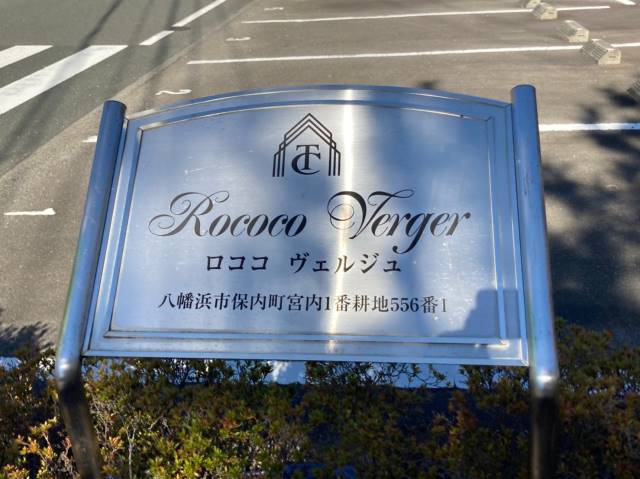 TC
Rococo Verger
ロココ ヴェルジュ
八幡浜市保内町宮内1番耕地556番1